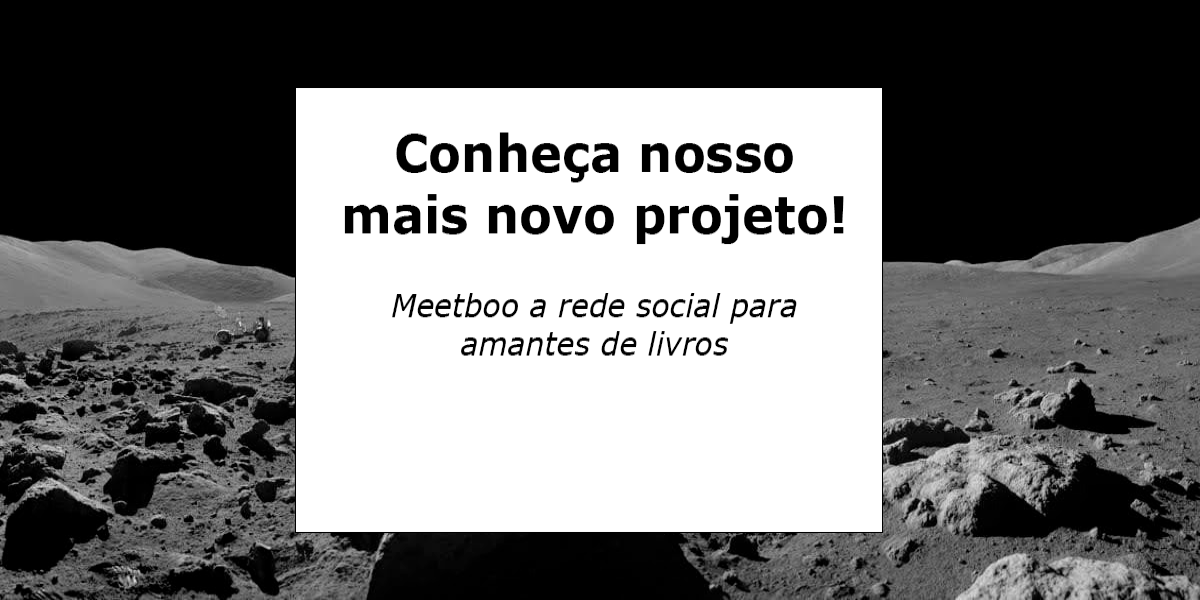 Conheça nosso
mais novo projeto!
Meetboo a rede social para
amantes de livros